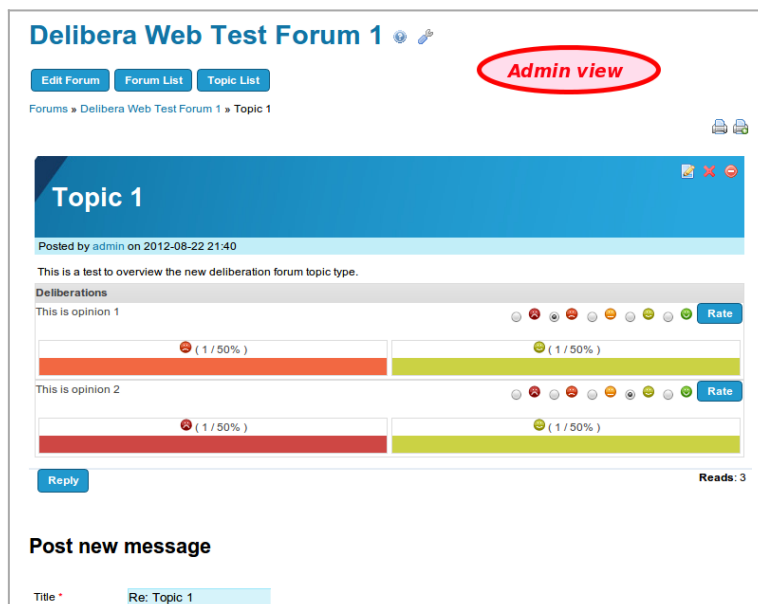 Delibera Web Test Forum 1
Admin view
Edit Forum Forum List Topic List
Forums » Delibera Web Test Forum 1 » Topic 1
Topic 1
Posted by admin on 2012-08-22 21:40
This is a test to overview the new deliberation forum topic type.
Deliberations
This is opinion 1 Rate
( 1 / 50% ) ( 1 / 50% )
This is opinion 2 Rate
( 1 / 50% ) ( 1 / 50% )
Reply Reads: 3
Post new message
Title * Re: Topic 1